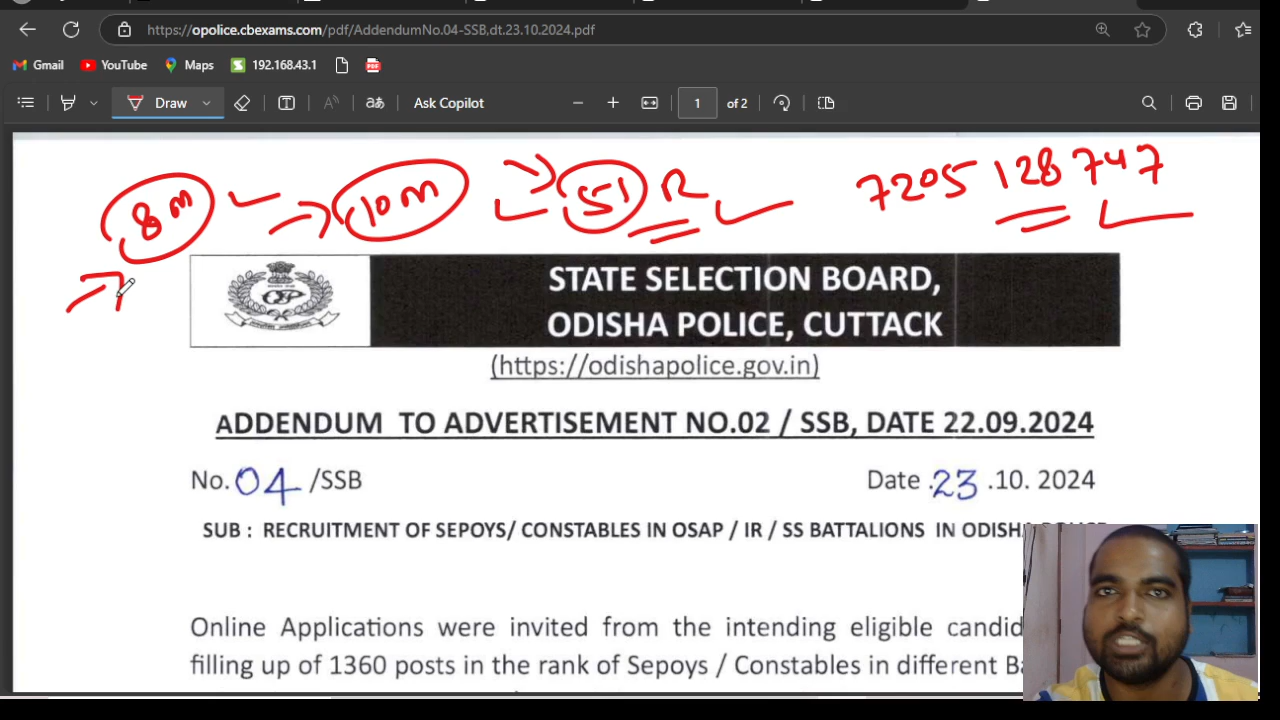 https://opolice.cbexams.com/pdf/AddendumNo.04-SSB,dt.23.10.2024.pdf
Gmail YouTube Maps 192.168.43.1
Draw Ask Copilot 1 of 2
8m 10m 551 R 7205 128 747
STATE SELECTION BOARD,
ODISHA POLICE, CUTTACK
(https://odishapolice.gov.in)
ADDENDUM TO ADVERTISEMENT NO.02 / SSB, DATE 22.09.2024
No. 04 /SSB Date .23 .10. 2024
SUB : RECRUITMENT OF SEPOYS/ CONSTABLES IN OSAP / IR / SS BATTALIONS IN ODISHA
Online Applications were invited from the intending eligible candid
filling up of 1360 posts in the rank of Sepoys / Constables in different Ba